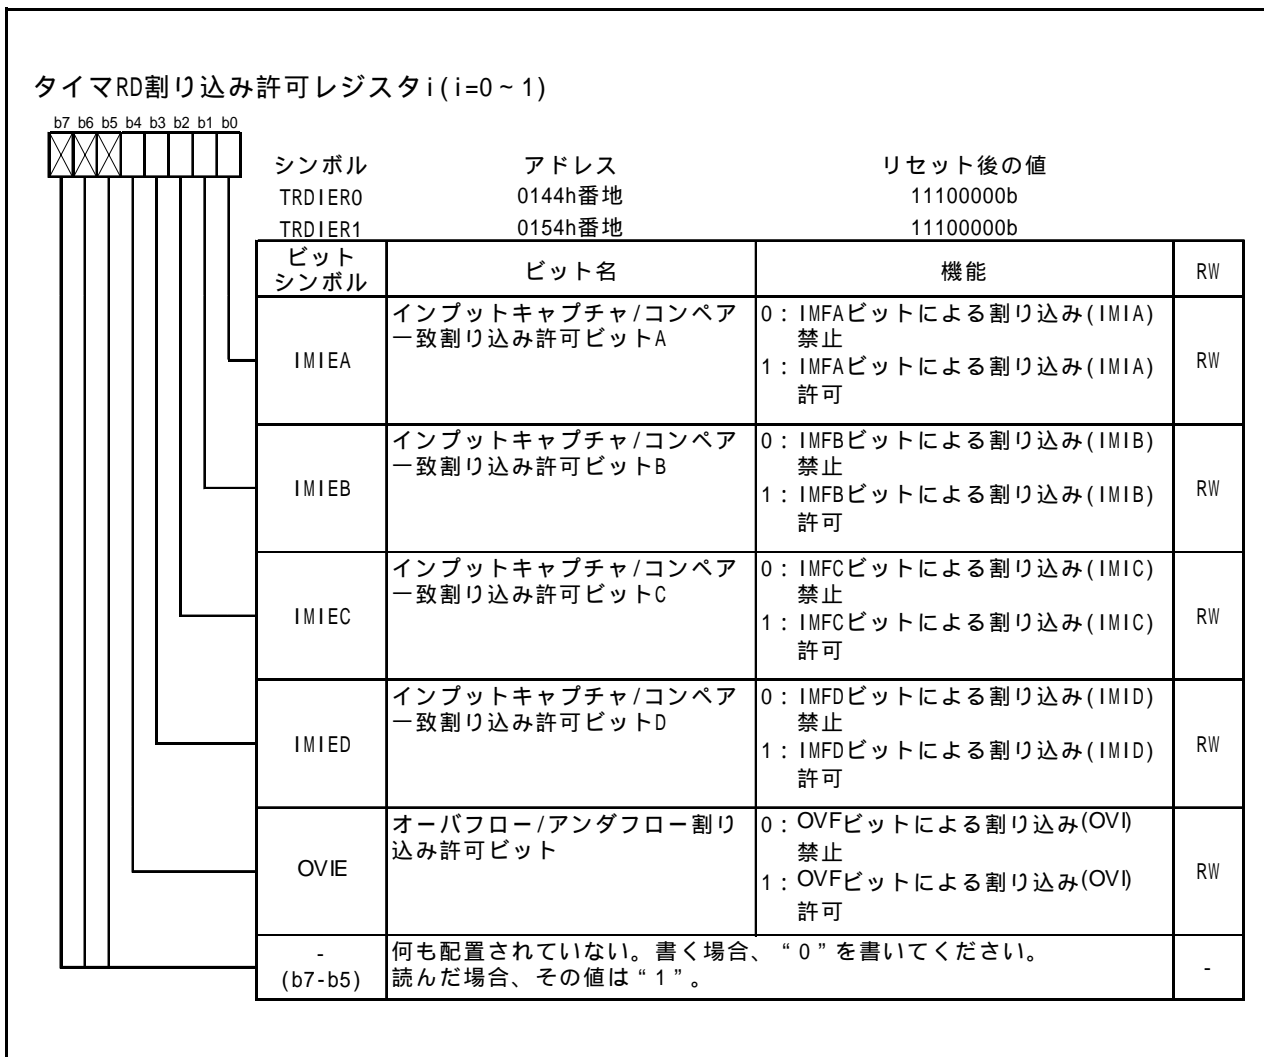 タイマRD割り込み許可レジスタi(i=0~1)
b7 b6 b5 b4 b3 b2 b1 b0
シンボル アドレス リセット後の値
TRDIER0 0144h番地 11100000b
TRDIER1 0154h番地 11100000b
ビット
シンボル
ビット名
機能
RW
IMIEA
インプットキャプチャ/コンペア
一致割り込み許可ビットA
0:IMFAビットによる割り込み(IMIA)
禁止
1:IMFAビットによる割り込み(IMIA)
許可
RW
IMIEB
インプットキャプチャ/コンペア
一致割り込み許可ビットB
0:IMFBビットによる割り込み(IMIB)
禁止
1:IMFBビットによる割り込み(IMIB)
許可
RW
IMIEC
インプットキャプチャ/コンペア
一致割り込み許可ビットC
0:IMFCビットによる割り込み(IMIC)
禁止
1:IMFCビットによる割り込み(IMIC)
許可
RW
IMIED
インプットキャプチャ/コンペア
一致割り込み許可ビットD
0:IMFDビットによる割り込み(IMID)
禁止
1:IMFDビットによる割り込み(IMID)
許可
RW
OVIE
オーバフロー/アンダフロー割り
込み許可ビット
0:OVFビットによる割り込み(OVI)
禁止
1:OVFビットによる割り込み(OVI)
許可
RW
-
(b7-b5)
何も配置されていない。書く場合、“0”を書いてください。
読んだ場合、その値は“1”。
-